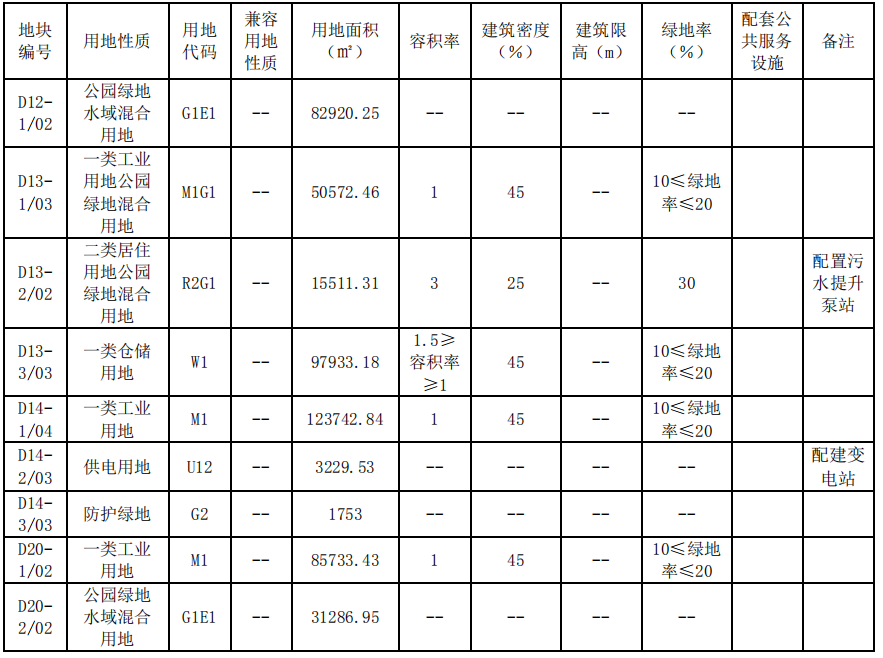 地块编号 用地性质 用地代码 兼容用地性质 用地面积（㎡） 容积率 建筑密度（%） 建筑限高（m） 绿地率（%） 配套公共服务设施 备注
D12-1/02 公园绿地水域混合用地 G1E1 -- 82920.25 -- -- -- --
D13-1/03 一类工业用地公园绿地混合用地 M1G1 -- 50572.46 1 45 -- 10≤绿地率≤20
D13-2/02 二类居住用地公园绿地混合用地 R2G1 -- 15511.31 3 25 -- 30 配置污水提升泵站
D13-3/03 一类仓储用地 W1 -- 97933.18 1.5≥容积率≥1 45 -- 10≤绿地率≤20
D14-1/04 一类工业用地 M1 -- 123742.84 1 45 -- 10≤绿地率≤20
D14-2/03 供电用地 U12 -- 3229.53 -- -- -- -- 配建变电站
D14-3/03 防护绿地 G2 -- 1753 -- -- -- --
D20-1/02 一类工业用地 M1 -- 85733.43 1 45 -- 10≤绿地率≤20
D20-2/02 公园绿地水域混合用地 G1E1 -- 31286.95 -- -- -- --